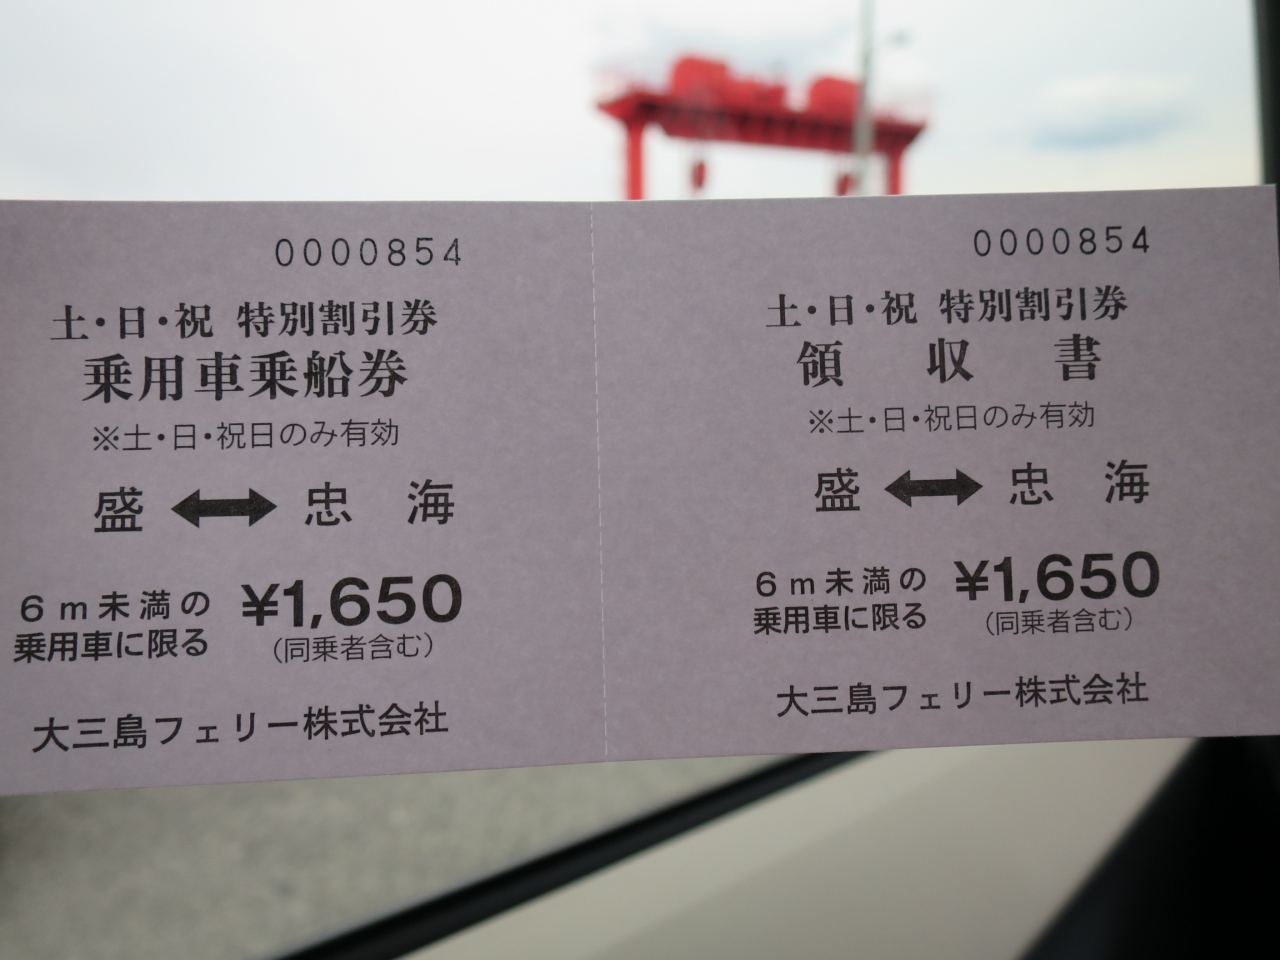 0000854
土・日・祝 特別割引券
乗用車乗船券
※土・日・祝日のみ有効
盛 ⟷ 忠海
6m未満の
乗用車に限る
¥1,650
(同乗者含む)
大三島フェリー株式会社
0000854
土・日・祝 特別割引券
領収書
※土・日・祝日のみ有効
盛 ⟷ 忠海
6m未満の
乗用車に限る
¥1,650
(同乗者含む)
大三島フェリー株式会社